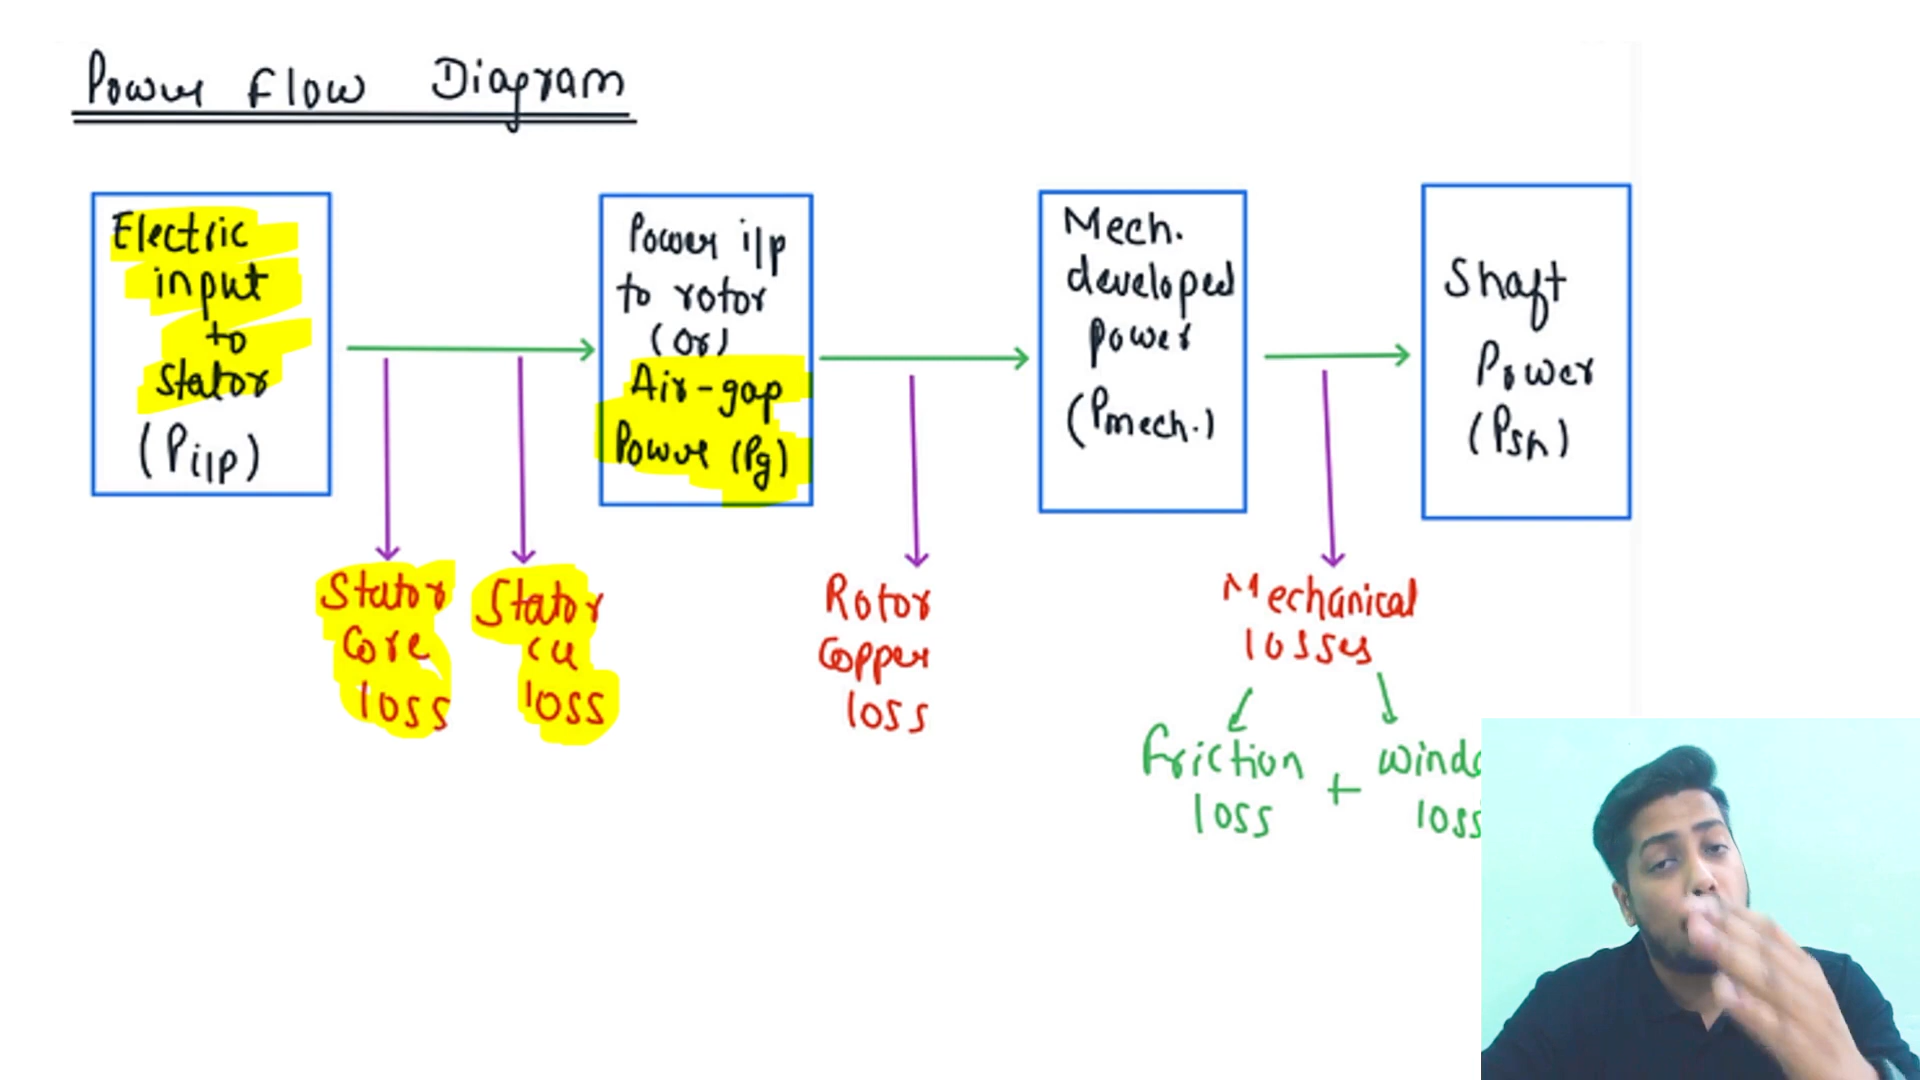 Power Flow Diagram
Electric
input
to
Stator
(Pi/p)
Power i/p
to rotor
(Or)
Air-gap
Power (Pg)
Mech.
developed
power
(Pmech.)
Shaft
Power
(Psh)
Stator
Core
loss
Stator
cu
loss
Rotor
Copper
loss
Mechanical
losses
Friction
loss
+
loss